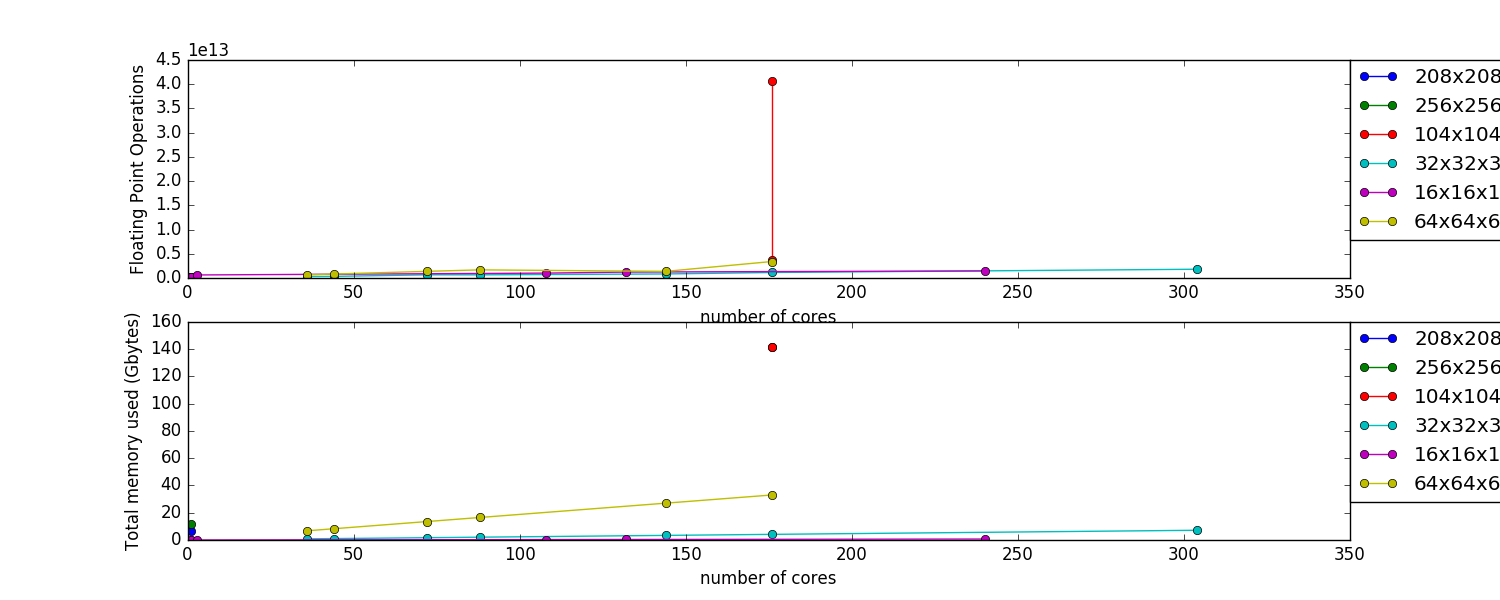 1e13
4.5
4.0
3.5
3.0
2.5
2.0
1.5
1.0
0.5
0.0
Floating Point Operations
0 50 100 150 200 250 300 350
number of cores
208x208
256x256
104x104
32x32x3
16x16x1
64x64x6
160
140
120
100
80
60
40
20
0
Total memory used (Gbytes)
0 50 100 150 200 250 300 350
number of cores
208x208
256x256
104x104
32x32x3
16x16x1
64x64x6